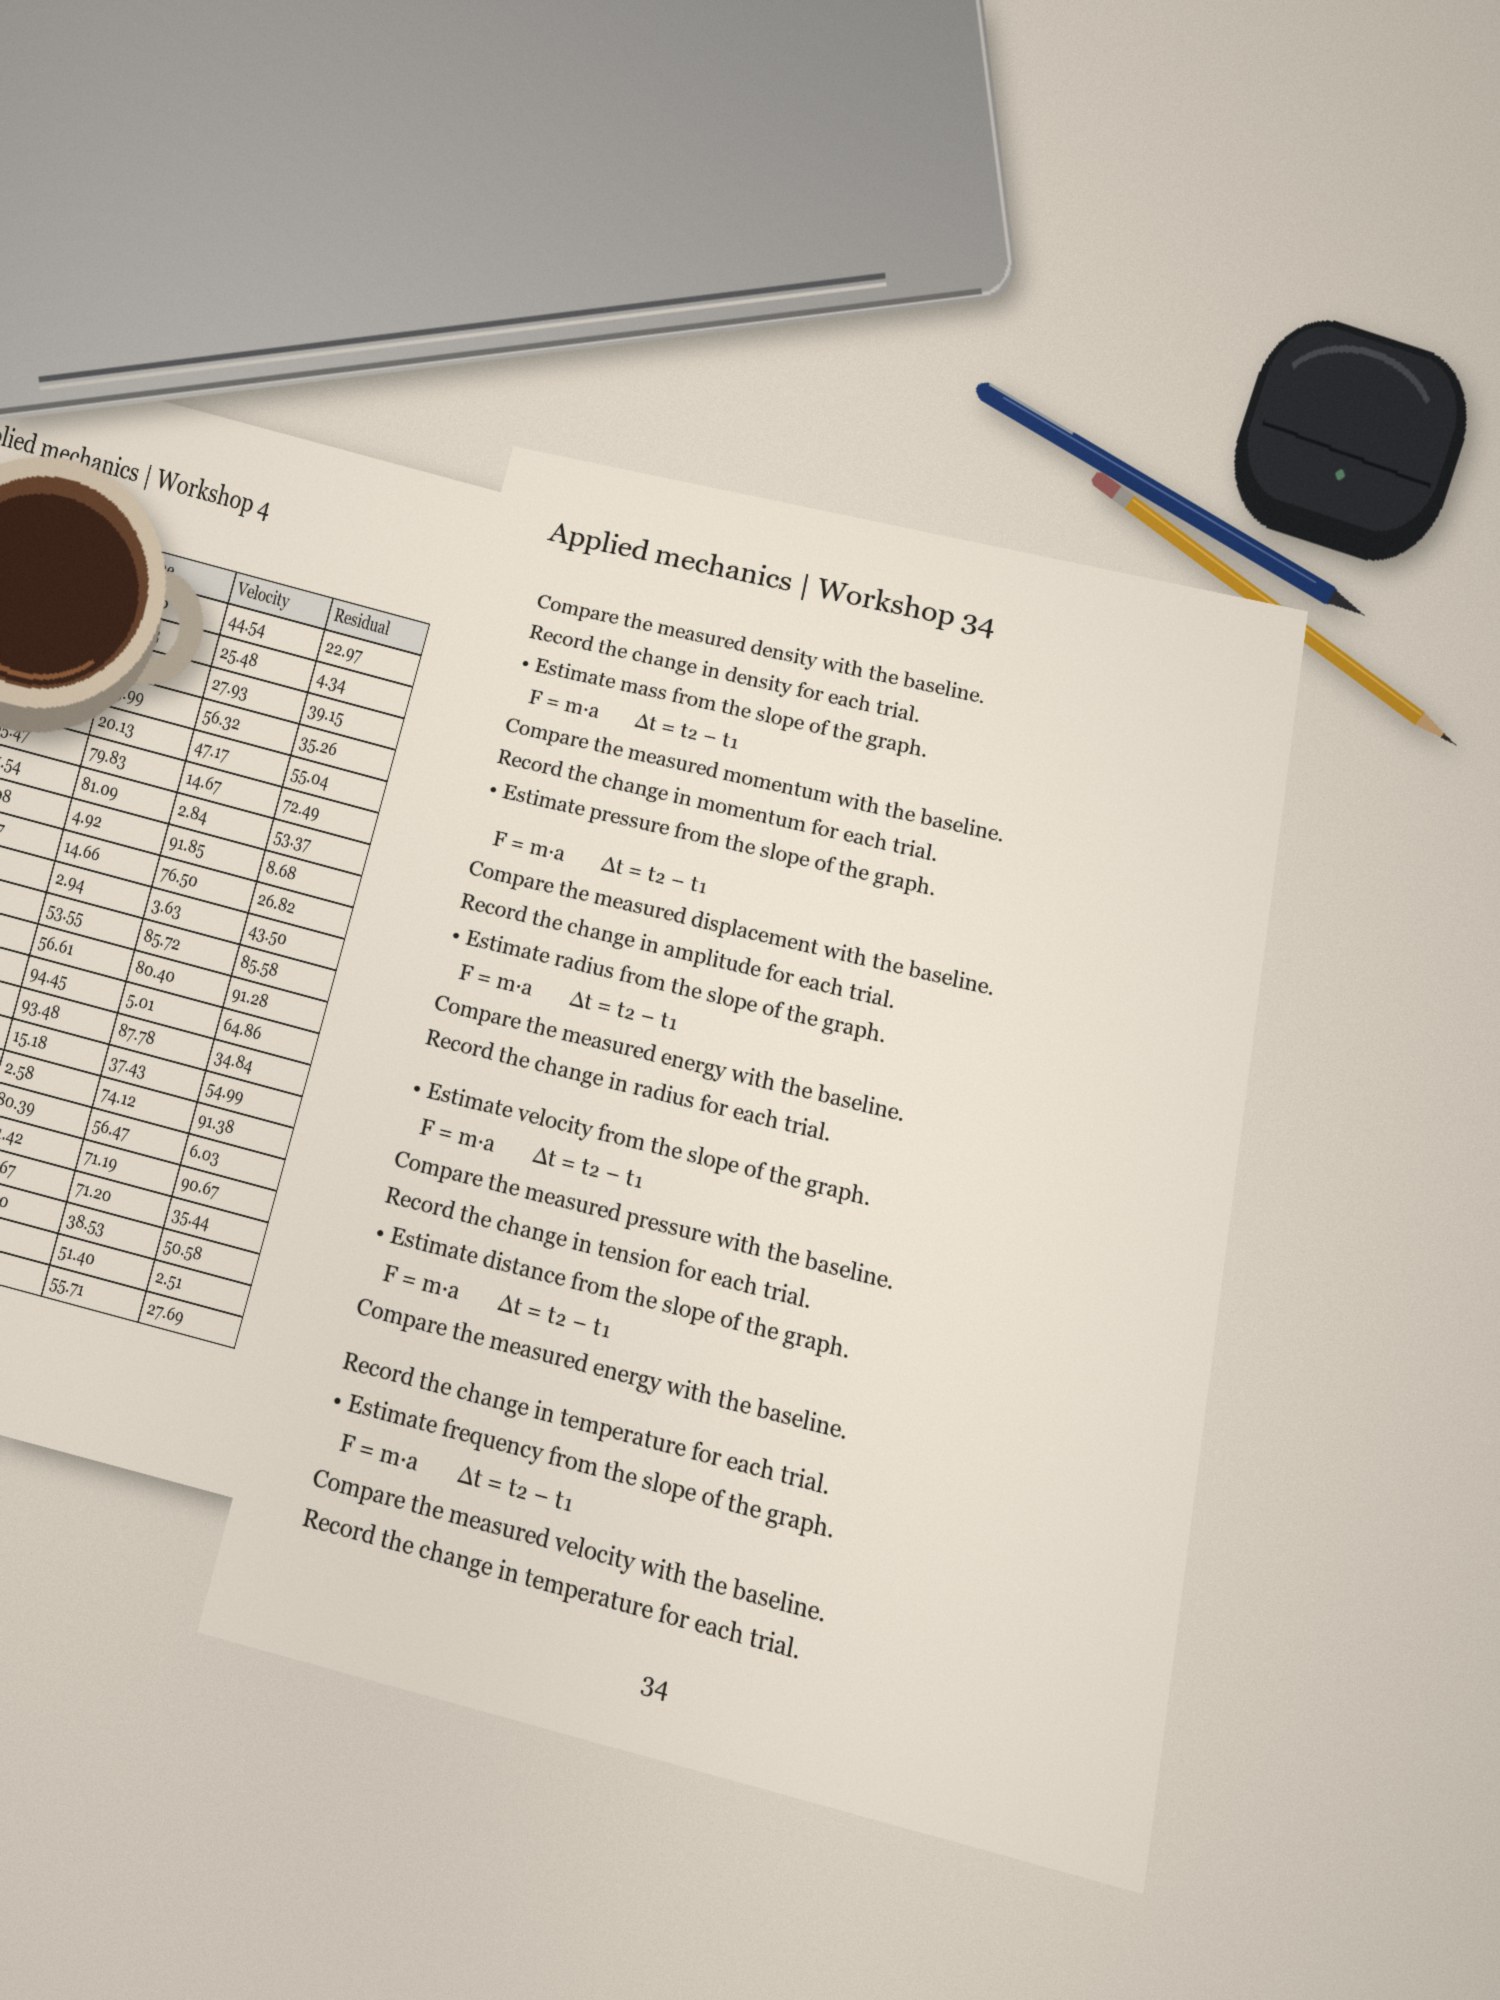 mechanics | Workshop 4
Velocity Residual
44.54 22.97
25.48 4.34
27.93 39.15
.99 56.32 35.26
20.13 47.17 55.04
5.47 79.83 14.67 72.49
.54 81.09 2.84 53.37
4.92 91.85 8.68
14.66 76.50 26.82
2.94 3.63 43.50
53.55 85.72 85.58
56.61 80.40 91.28
94.45 5.01 64.86
93.48 87.78 34.84
15.18 37.43 54.99
2.58 74.12 91.38
80.39 56.47 6.03
.42 71.19 90.67
67 71.20 35.44
38.53 50.58
51.40 2.51
55.71 27.69
Applied mechanics | Workshop 34
Compare the measured density with the baseline.
Record the change in density for each trial.
• Estimate mass from the slope of the graph.
F = m·a Δt = t₂ − t₁
Compare the measured momentum with the baseline.
Record the change in momentum for each trial.
• Estimate pressure from the slope of the graph.
F = m·a Δt = t₂ − t₁
Compare the measured displacement with the baseline.
Record the change in amplitude for each trial.
• Estimate radius from the slope of the graph.
F = m·a Δt = t₂ − t₁
Compare the measured energy with the baseline.
Record the change in radius for each trial.
• Estimate velocity from the slope of the graph.
F = m·a Δt = t₂ − t₁
Compare the measured pressure with the baseline.
Record the change in tension for each trial.
• Estimate distance from the slope of the graph.
F = m·a Δt = t₂ − t₁
Compare the measured energy with the baseline.
Record the change in temperature for each trial.
• Estimate frequency from the slope of the graph.
F = m·a Δt = t₂ − t₁
Compare the measured velocity with the baseline.
Record the change in temperature for each trial.
34